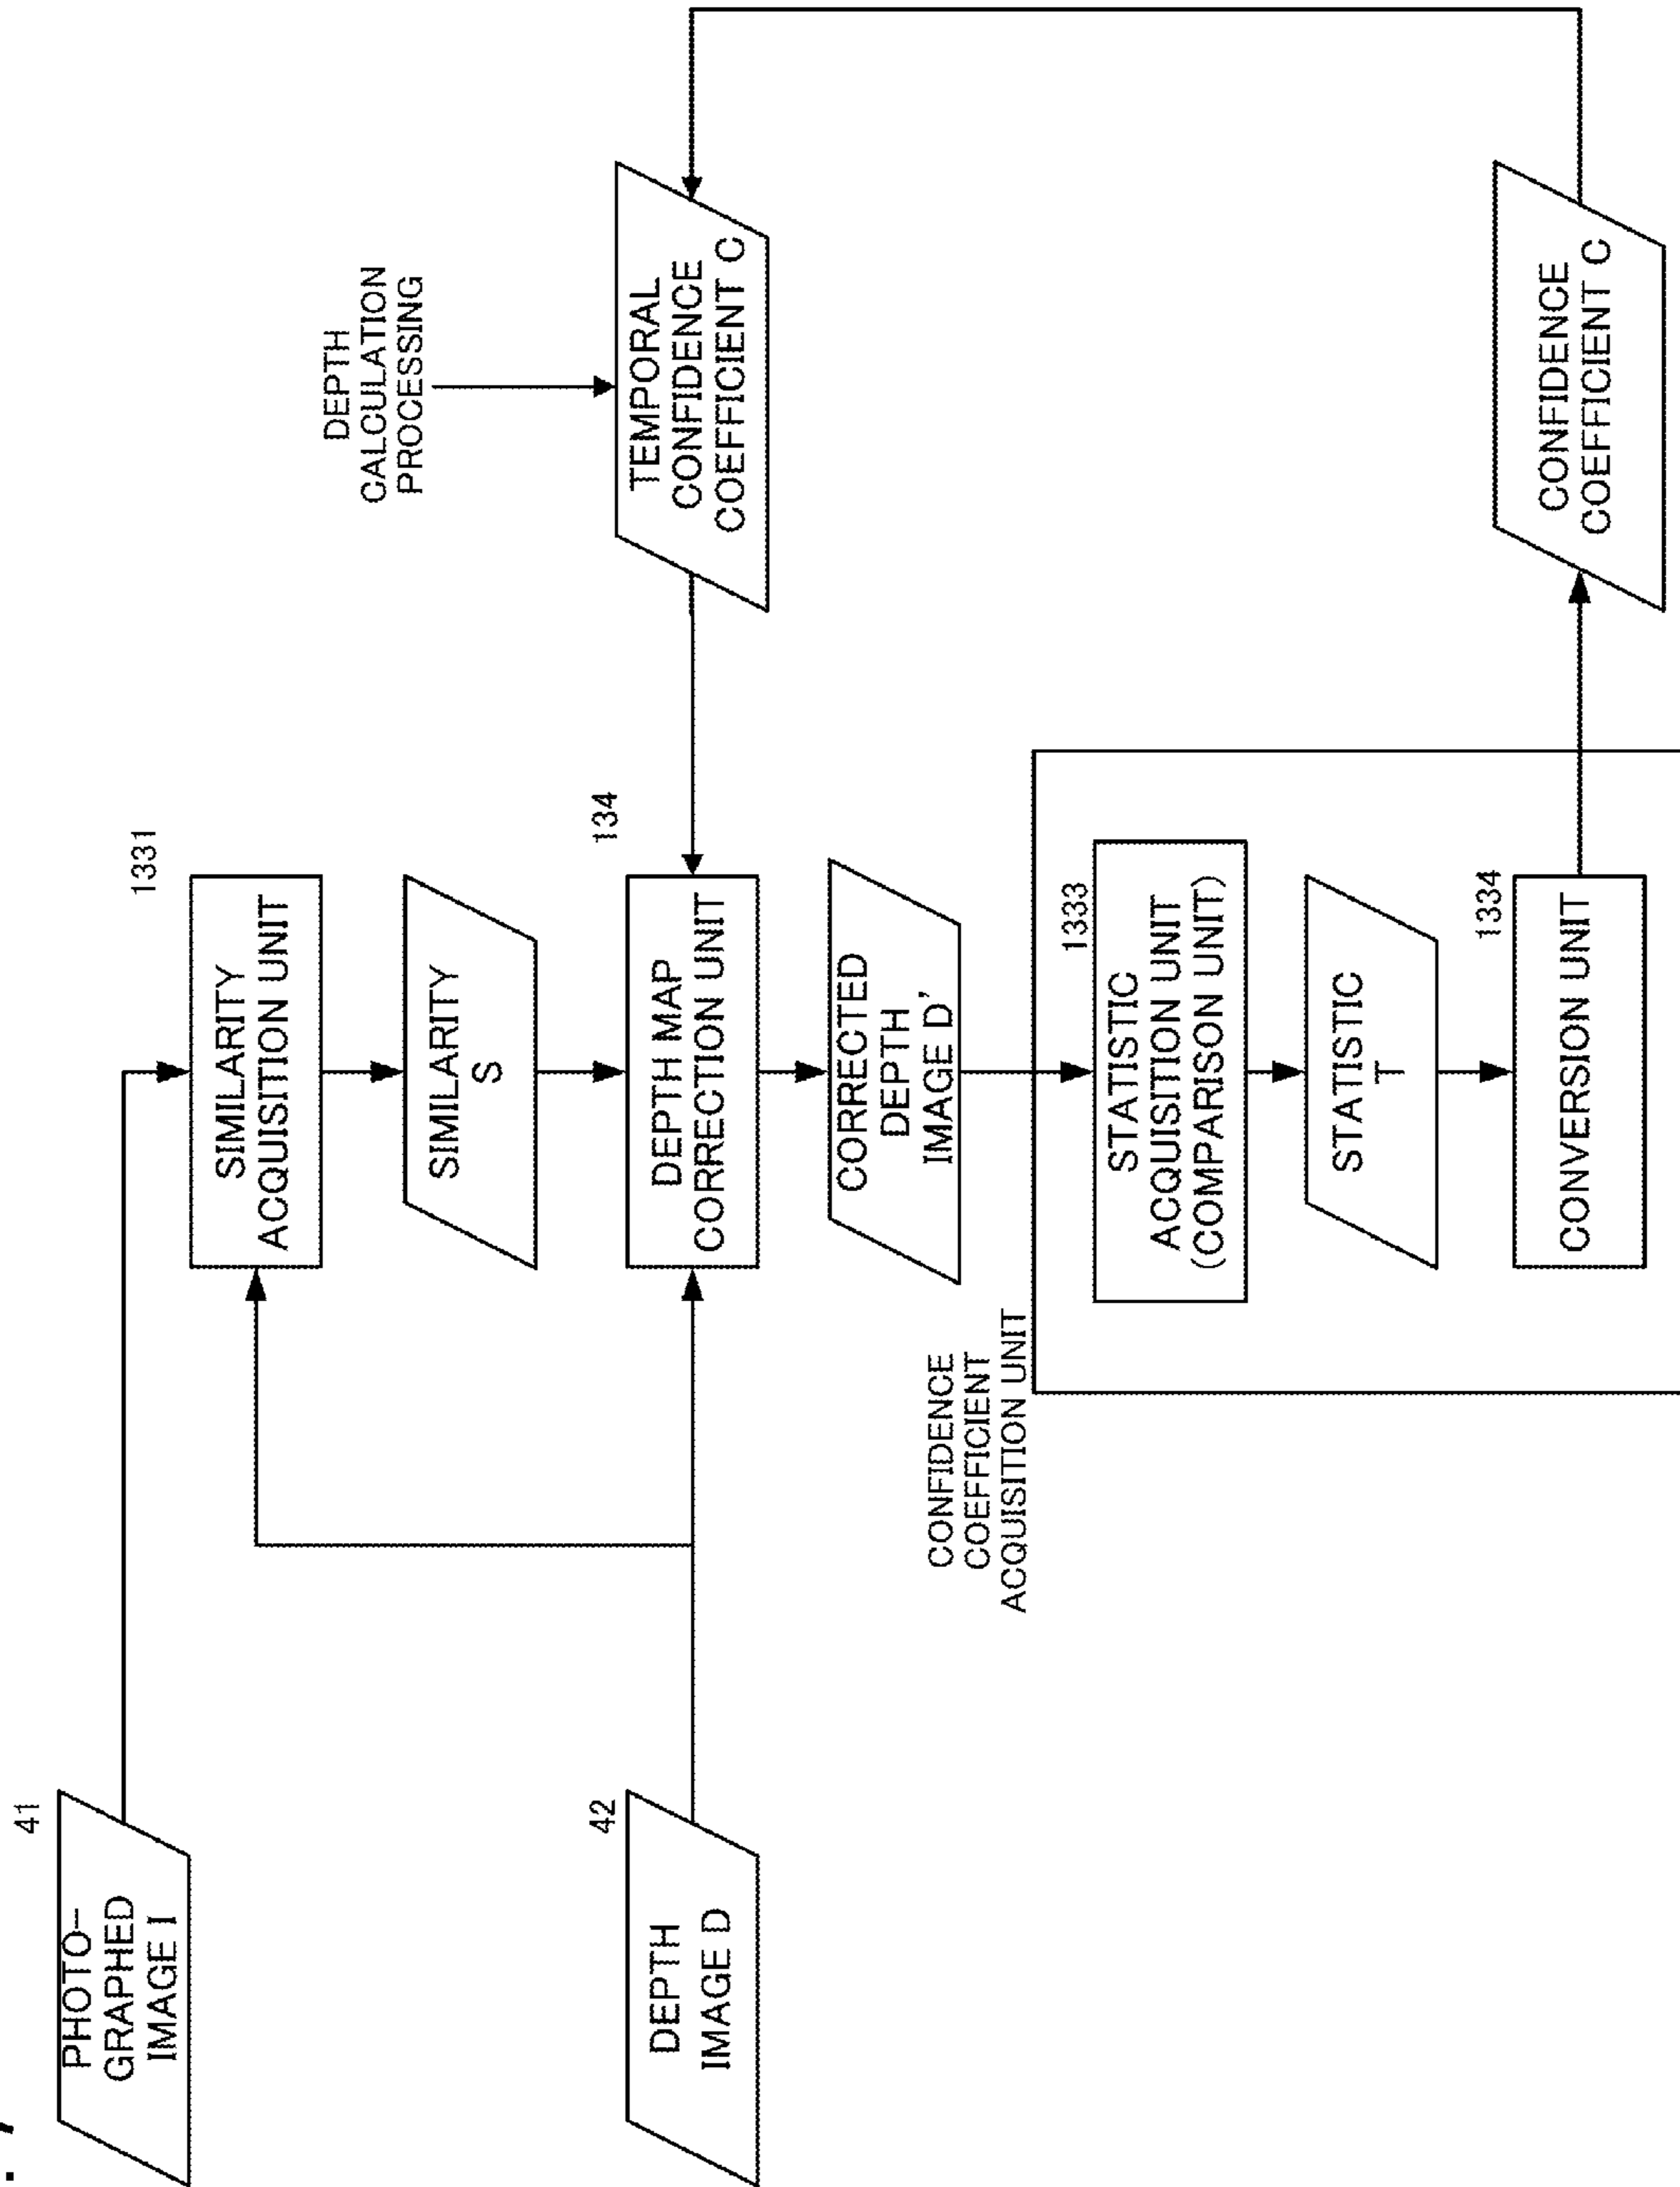 41
PHOTO-
GRAPHED
IMAGE I
42
DEPTH
IMAGE D
1331
SIMILARITY
ACQUISITION UNIT
SIMILARITY
S
134
DEPTH MAP
CORRECTION UNIT
CORRECTED
DEPTH
IMAGE D'
CONFIDENCE
COEFFICIENT
ACQUISITION UNIT
1333
STATISTIC
ACQUISITION UNIT
(COMPARISON UNIT)
STATISTIC
T
1334
CONVERSION UNIT
DEPTH
CALCULATION
PROCESSING
TEMPORAL
CONFIDENCE
COEFFICIENT C
CONFIDENCE
COEFFICIENT C